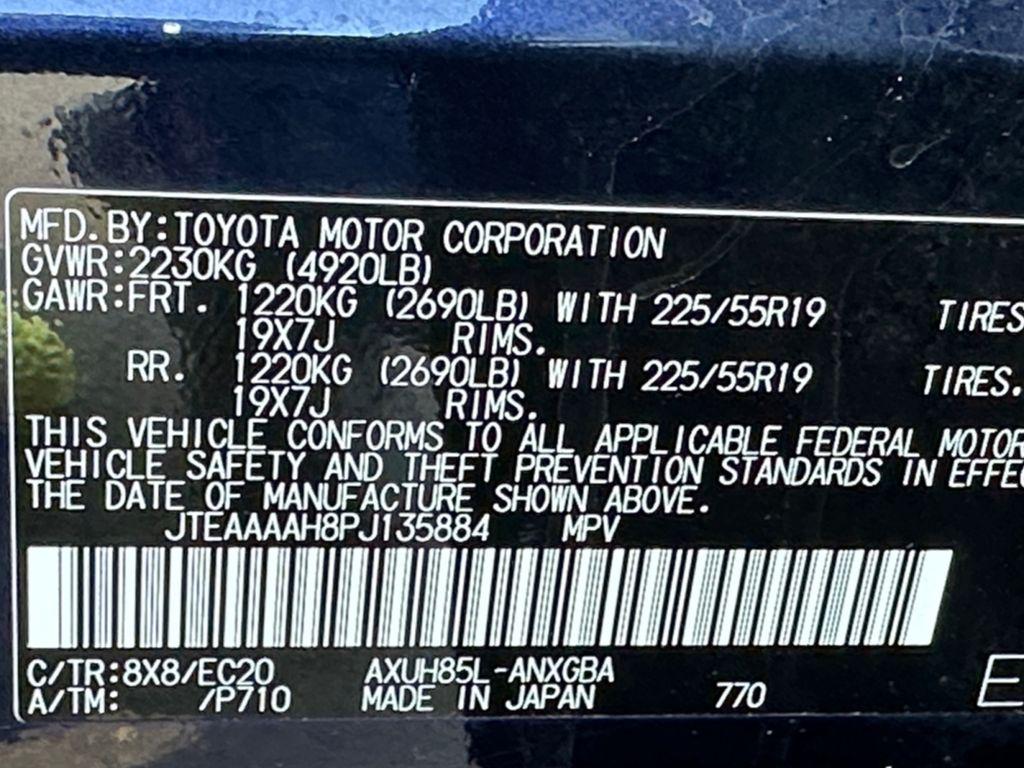 MFD. BY: TOYOTA MOTOR CORPORATION
GVWR: 2230KG (4920LB)
GAWR: FRT. 1220KG (2690LB) WITH 225/55R19 TIRES
19X7J RIMS.
RR. 1220KG (2690LB) WITH 225/55R19 TIRES.
19X7J RIMS.
THIS VEHICLE CONFORMS TO ALL APPLICABLE FEDERAL MOTOR
VEHICLE SAFETY AND THEFT PREVENTION STANDARDS IN EFFE
THE DATE OF MANUFACTURE SHOWN ABOVE.
JTEAAAAH8PJ135884 MPV
C/TR: 8X8/EC20 AXUH85L-ANXGBA
A/TM: /P710 MADE IN JAPAN 770 E